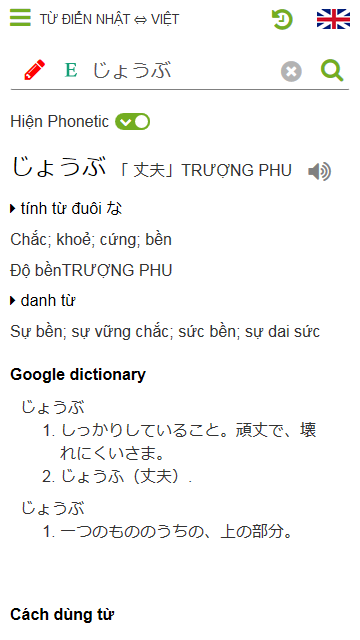 TỪ ĐIỂN NHẬT ⇔ VIỆT
E じょうぶ
Hiện Phonetic
じょうぶ 「 丈夫」TRƯỢNG PHU
tính từ đuôi な
Chắc; khoẻ; cứng; bền
Độ bềnTRƯỢNG PHU
danh từ
Sự bền; sự vững chắc; sức bền; sự dai sức
Google dictionary
じょうぶ
1. しっかりしていること。頑丈で、壊
れにくいさま。
2. じょうふ（丈夫）.
じょうぶ
1. 一つのもののうちの、上の部分。
Cách dùng từ